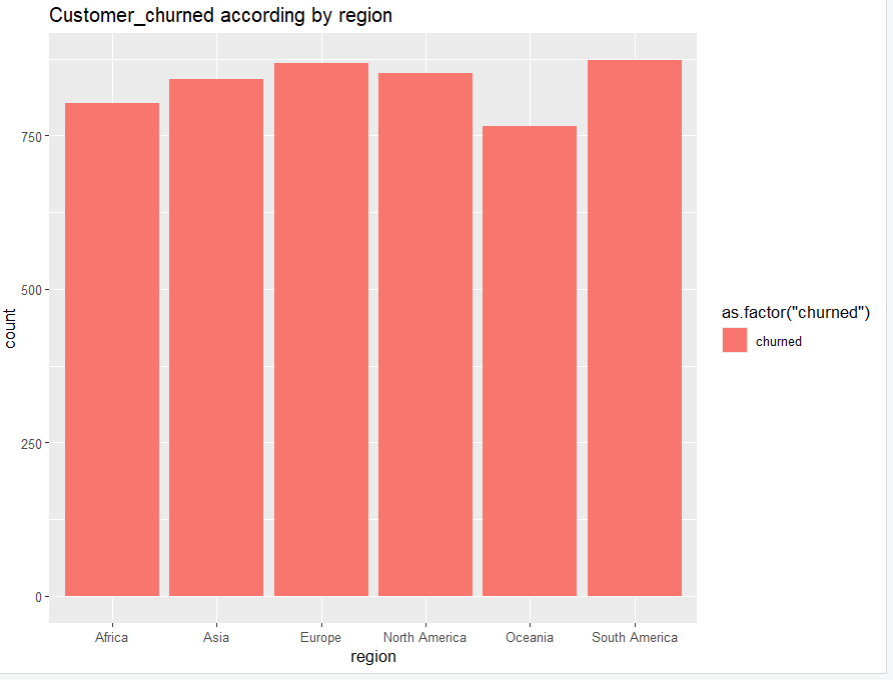 Customer_churned according by region
750
500
250
0
count
Africa Asia Europe North America Oceania South America
region
as.factor("churned")
churned